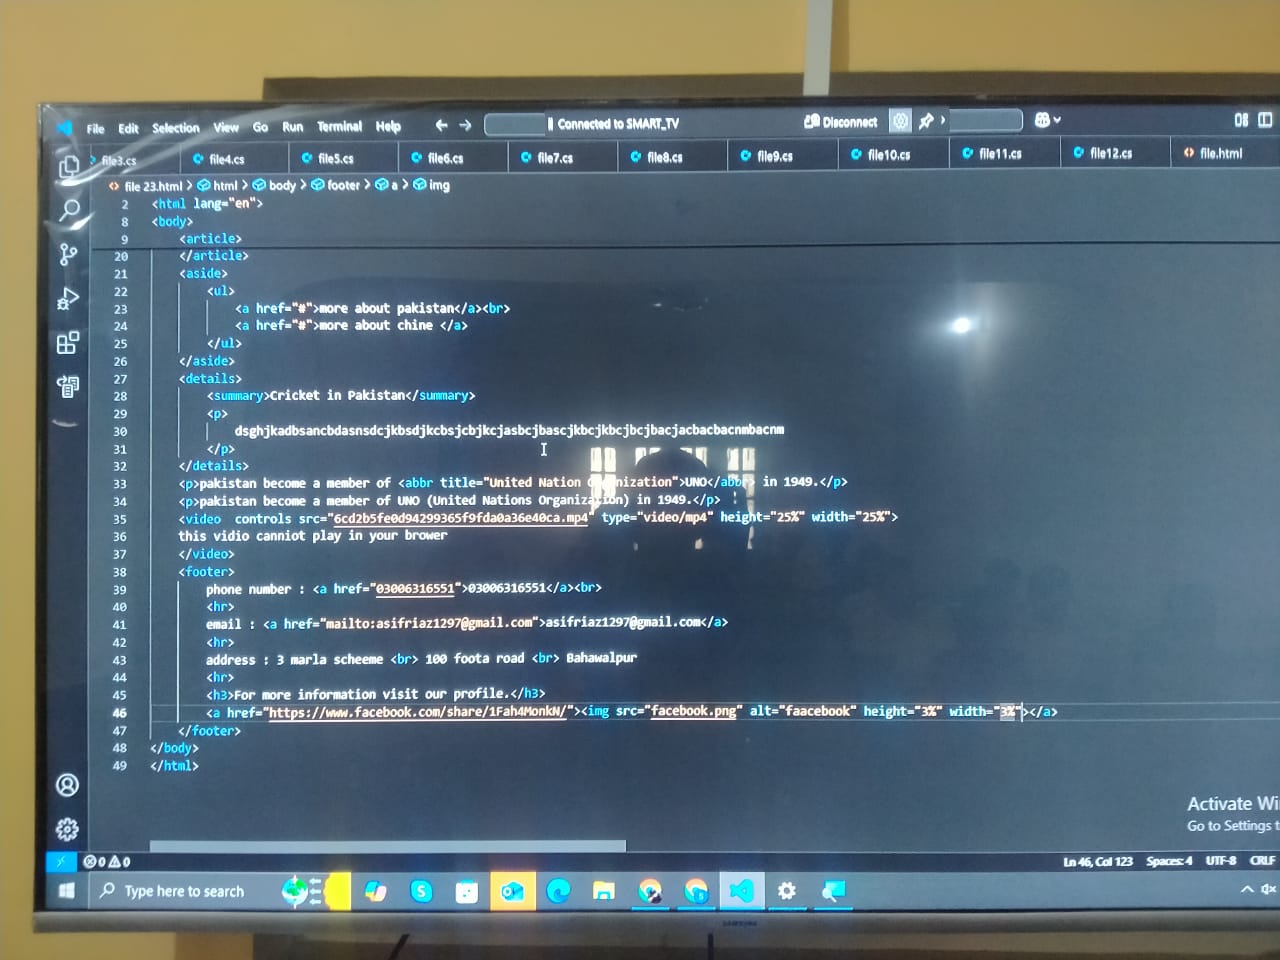 File Edit Selection View Go Run Terminal Help
Connected to SMART_TV
Disconnect
file3.cs file4.cs file5.cs file6.cs file7.cs file8.cs file9.cs file10.cs file11.cs file12.cs file.html
file 23.html > html > body > footer > a > img
2 <html lang="en">
8 <body>
9 <article>
20 </article>
21 <aside>
22 <ul>
23 <a href="#">more about pakistan</a><br>
24 <a href="#">more about chine </a>
25 </ul>
26 </aside>
27 <details>
28 <summary>Cricket in Pakistan</summary>
29 <p>
30 dsghjkadbsancbdasnsdcjkbsdjkcbsjcbjkcjasbcjbascjkbcjkbcjbcjbacjacbacbacnmbacnm
31 </p>
32 </details>
33 <p>pakistan become a member of <abbr title="United Nation Organization">UNO</abbr> in 1949.</p>
34 <p>pakistan become a member of UNO (United Nations Organization) in 1949.</p>
35 <video controls src="6cd2b5fe0d94299365f9fda0a36e40ca.mp4" type="video/mp4" height="25%" width="25%">
36 this vidio canniot play in your brower
37 </video>
38 <footer>
39 phone number : <a href="03006316551">03006316551</a><br>
40 <hr>
41 email : <a href="mailto:asifriaz1297@gmail.com">asifriaz1297@gmail.com</a>
42 <hr>
43 address : 3 marla scheeme <br> 100 foota road <br> Bahawalpur
44 <hr>
45 <h3>For more information visit our profile.</h3>
46 <a href="https://www.facebook.com/share/1Fah4MonkN/"><img src="facebook.png" alt="faacebook" height="3%" width="3%"></a>
47 </footer>
48 </body>
49 </html>
Activate Wi
Go to Settings t
0 0
Ln 46, Col 123 Spaces: 4 UTF-8 CRLF
Type here to search
SAMSUNG